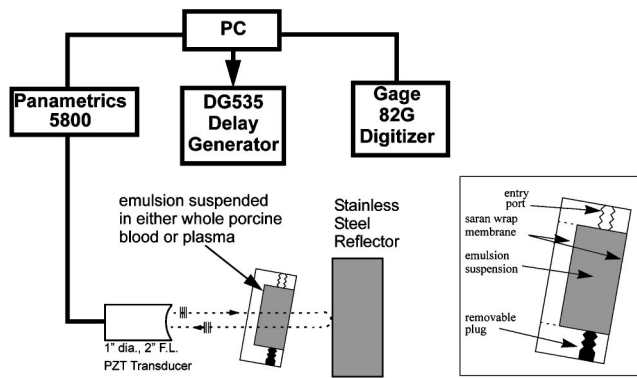 PC
Panametrics
5800
DG535
Delay
Generator
Gage
82G
Digitizer
emulsion suspended
in either whole porcine
blood or plasma
Stainless
Steel
Reflector
1" dia., 2" F.L.
PZT Transducer
entry
port
saran wrap
membrane
emulsion
suspension
removable
plug